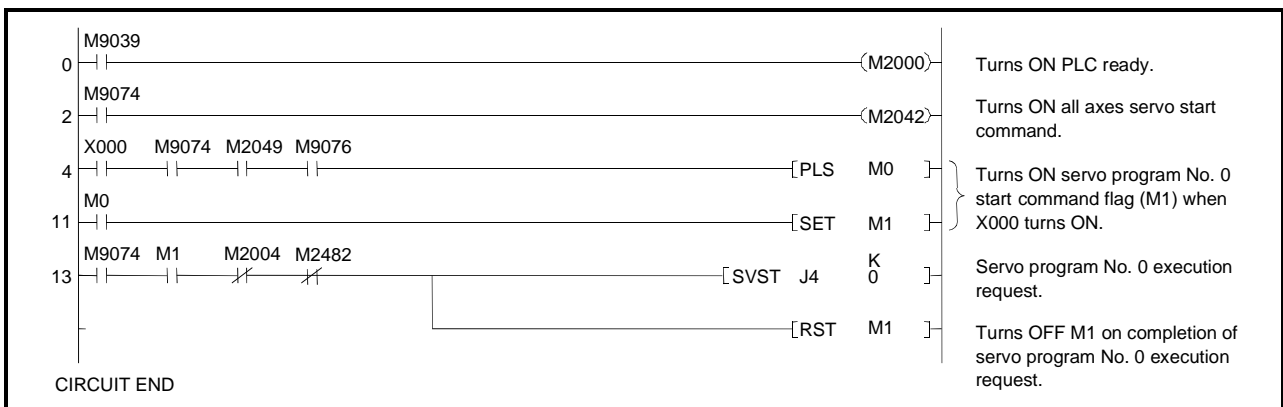 M9039
0 (M2000) Turns ON PLC ready.
M9074
2 (M2042) Turns ON all axes servo start
command.
X000 M9074 M2049 M9076
4 [PLS M0 ] Turns ON servo program No. 0
start command flag (M1) when
X000 turns ON.
M0
11 [SET M1 ]
M9074 M1 M2004 M2482
13 [SVST J4 K
0 ] Servo program No. 0 execution
request.
[RST M1 ] Turns OFF M1 on completion of
servo program No. 0 execution
request.
CIRCUIT END